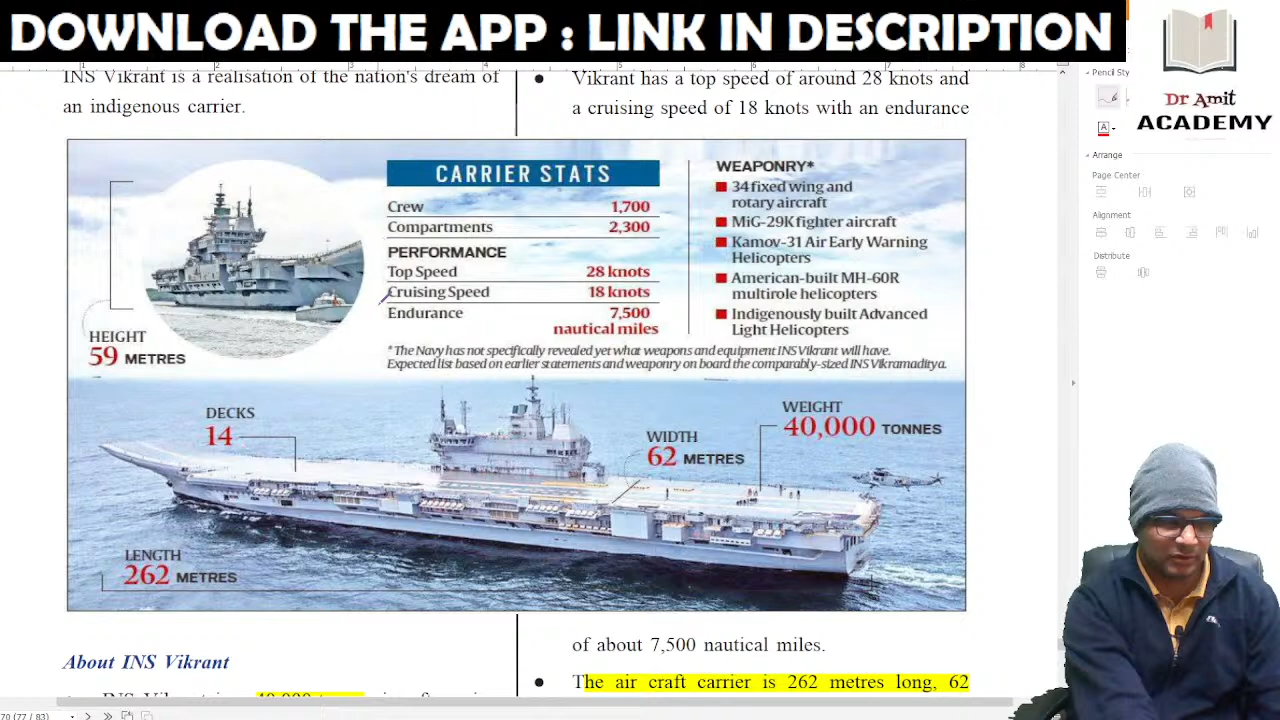 DOWNLOAD THE APP : LINK IN DESCRIPTION
Dr Amit
ACADEMY
INS Vikrant is a realisation of the nation's dream of
an indigenous carrier.
Vikrant has a top speed of around 28 knots and
a cruising speed of 18 knots with an endurance
CARRIER STATS
Crew 1,700
Compartments 2,300
PERFORMANCE
Top Speed 28 knots
Cruising Speed 18 knots
Endurance 7,500
nautical miles
WEAPONRY*
34 fixed wing and
rotary aircraft
MiG-29K fighter aircraft
Kamov-31 Air Early Warning
Helicopters
American-built MH-60R
multirole helicopters
Indigenously built Advanced
Light Helicopters
*The Navy has not specifically revealed yet what weapons and equipment INS Vikrant will have.
Expected list based on earlier statements and weaponry on board the comparably-sized INS Vikramaditya.
HEIGHT
59 METRES
DECKS
14
WIDTH
62 METRES
WEIGHT
40,000 TONNES
LENGTH
262 METRES
About INS Vikrant
of about 7,500 nautical miles.
The air craft carrier is 262 metres long, 62
Pencil Sty
Arrange
Page Center
Alignment
Distribute
70 (77 / 83)